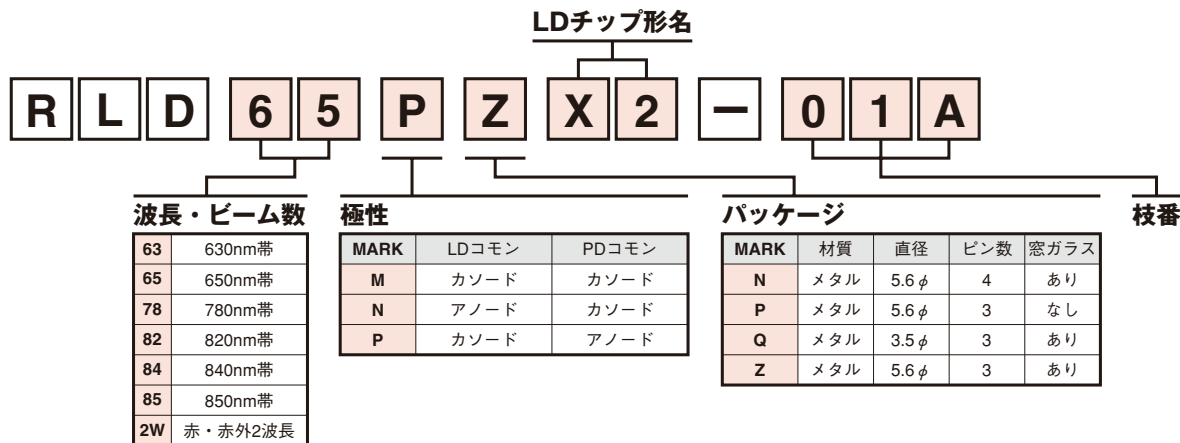 LDチップ形名
RLD65PZX2-01A
波長・ビーム数
63 630nm帯
65 650nm帯
78 780nm帯
82 820nm帯
84 840nm帯
85 850nm帯
2W 赤・赤外2波長
極性
MARK LDコモン PDコモン
M カソード カソード
N アノード カソード
P カソード アノード
パッケージ
MARK 材質 直径 ピン数 窓ガラス
N メタル 5.6φ 4 あり
P メタル 5.6φ 3 なし
Q メタル 3.5φ 3 あり
Z メタル 5.6φ 3 あり
枝番